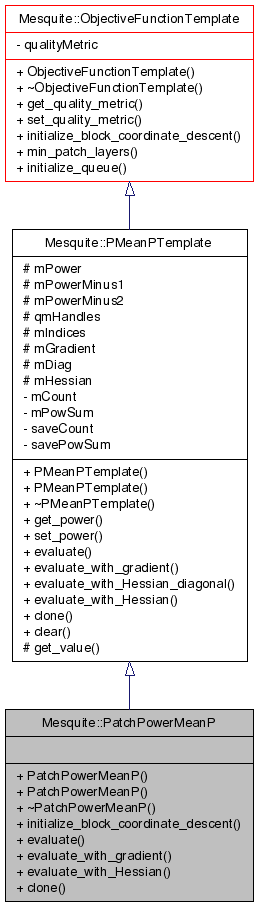 Mesquite::ObjectiveFunctionTemplate
- qualityMetric
+ ObjectiveFunctionTemplate()
+ ~ObjectiveFunctionTemplate()
+ get_quality_metric()
+ set_quality_metric()
+ initialize_block_coordinate_descent()
+ min_patch_layers()
+ initialize_queue()
Mesquite::PMeanPTemplate
# mPower
# mPowerMinus1
# mPowerMinus2
# qmHandles
# mIndices
# mGradient
# mDiag
# mHessian
- mCount
- mPowSum
- saveCount
- savePowSum
+ PMeanPTemplate()
+ PMeanPTemplate()
+ ~PMeanPTemplate()
+ get_power()
+ set_power()
+ evaluate()
+ evaluate_with_gradient()
+ evaluate_with_Hessian_diagonal()
+ evaluate_with_Hessian()
+ clone()
+ clear()
# get_value()
Mesquite::PatchPowerMeanP
+ PatchPowerMeanP()
+ PatchPowerMeanP()
+ ~PatchPowerMeanP()
+ initialize_block_coordinate_descent()
+ evaluate()
+ evaluate_with_gradient()
+ evaluate_with_Hessian()
+ clone()